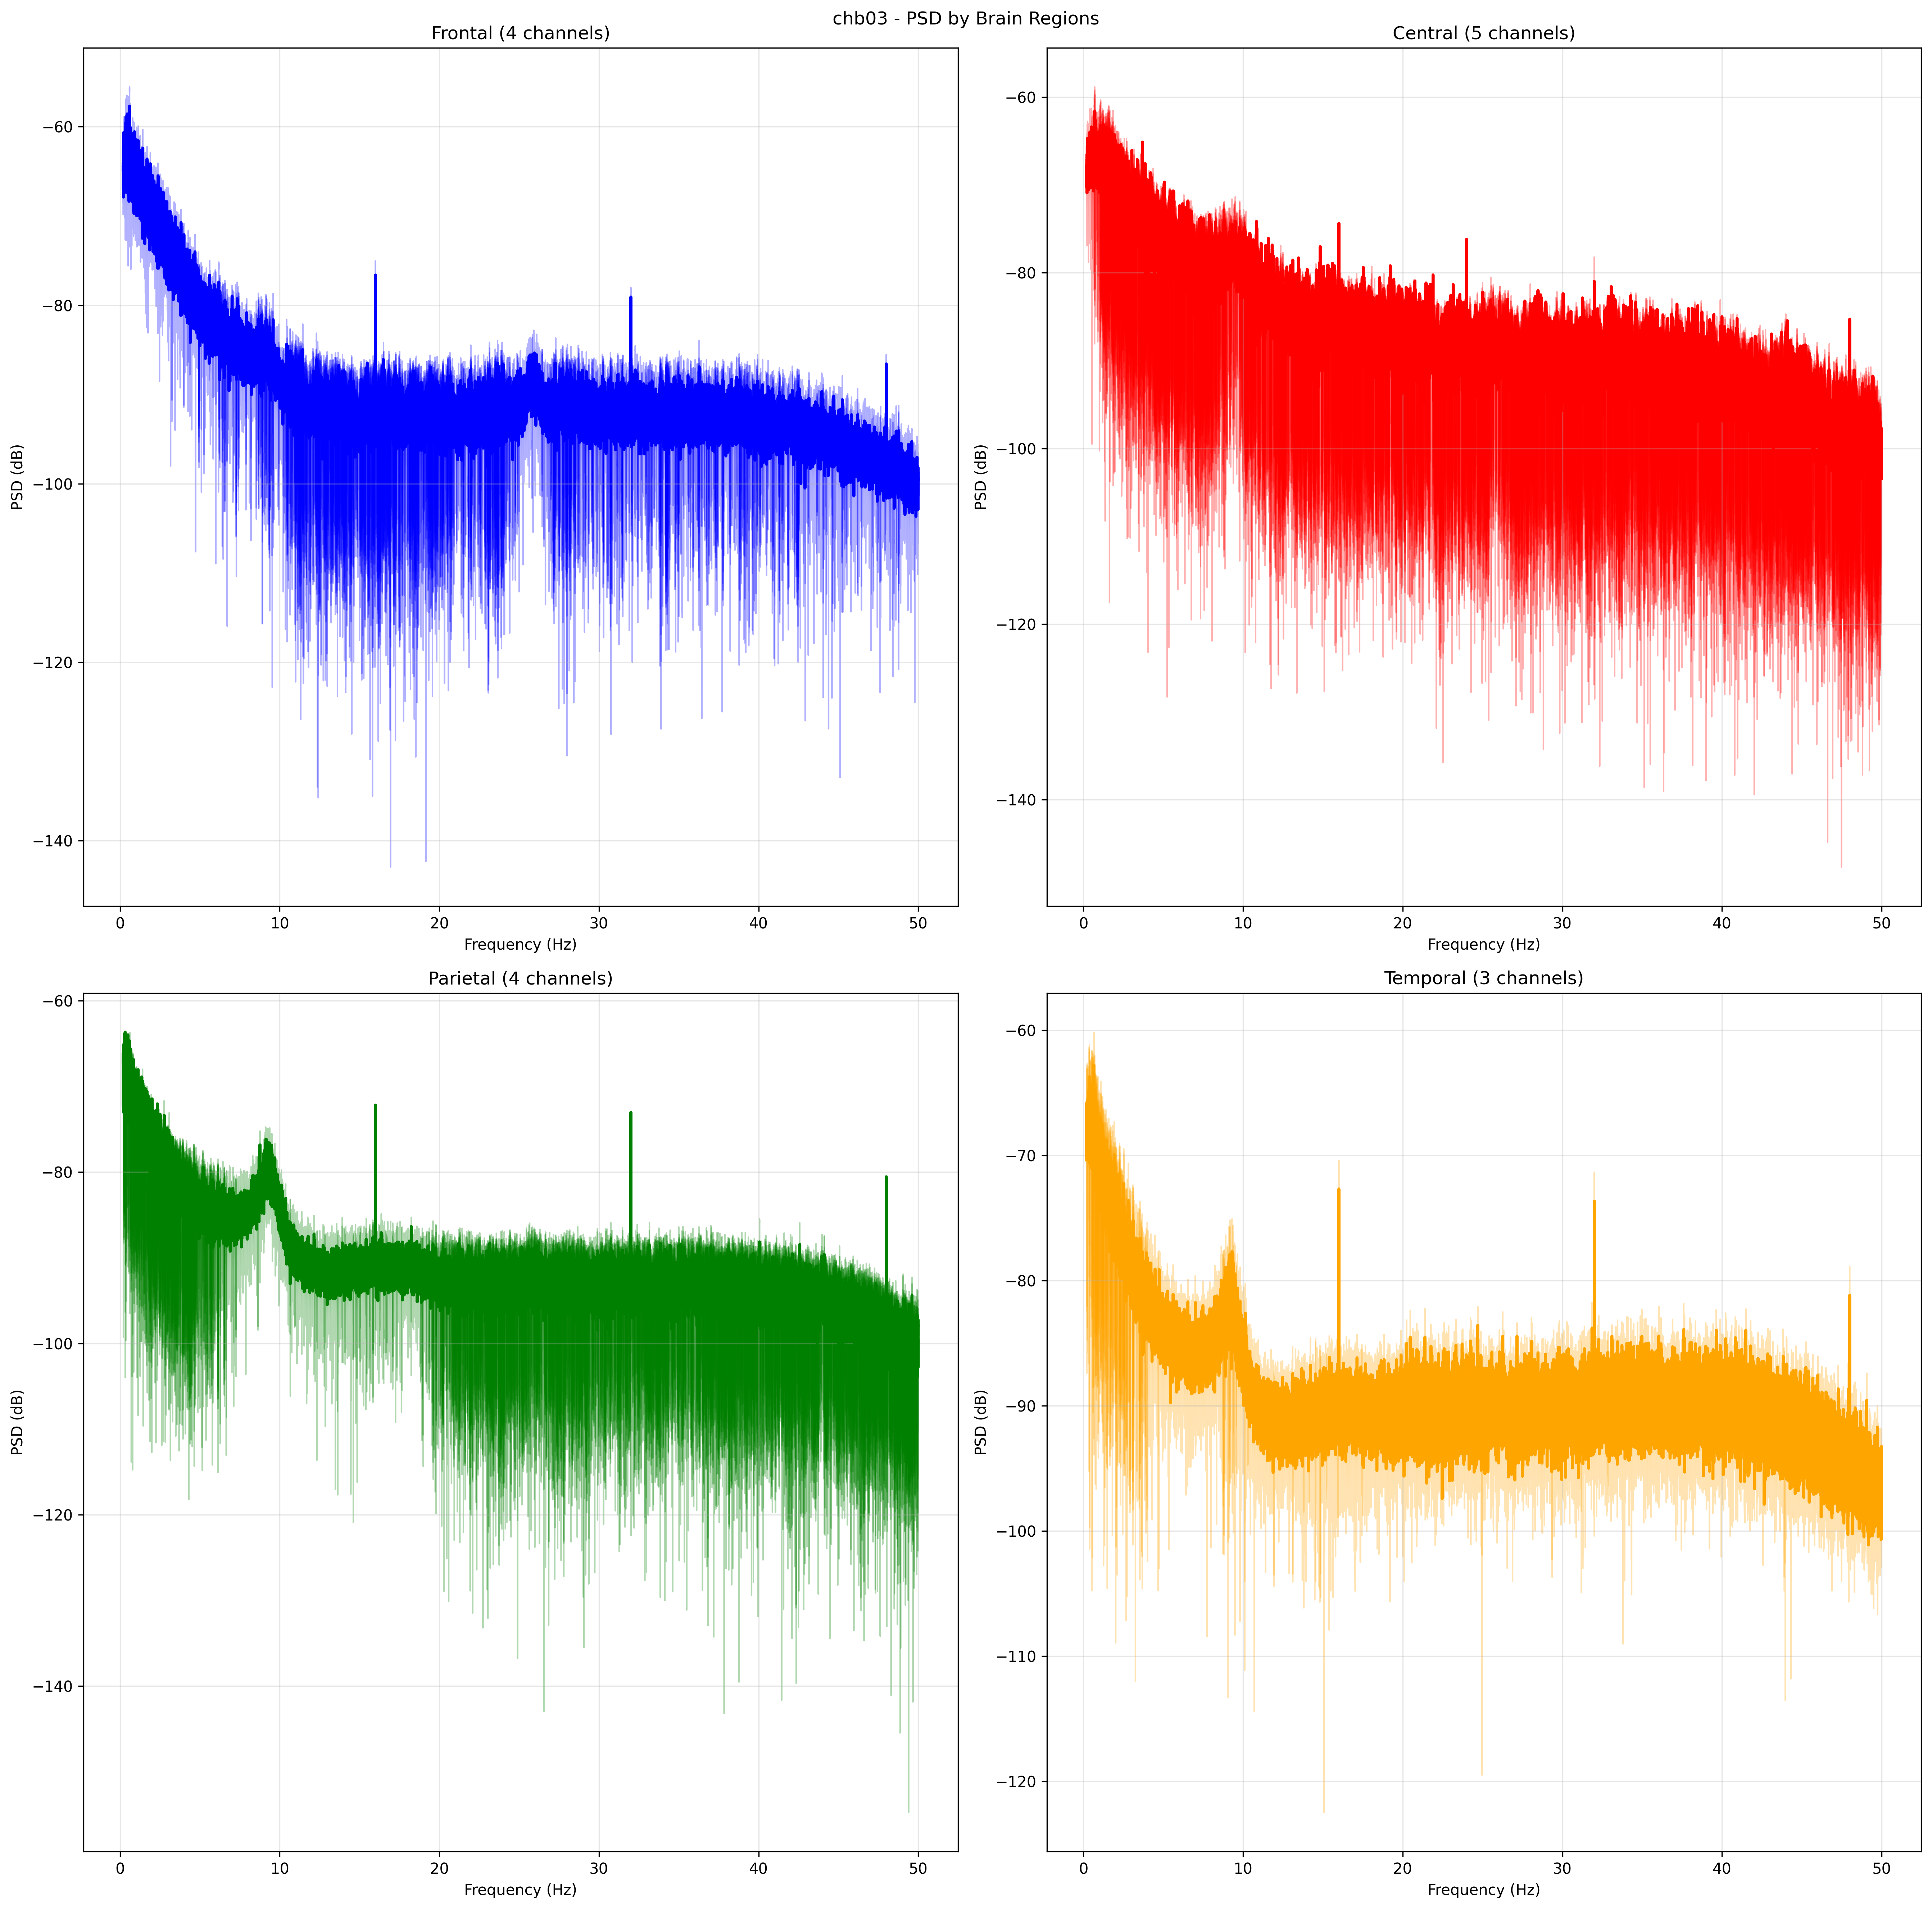 chb03 - PSD by Brain Regions
Frontal (4 channels)
−60
−80
−100
−120
−140
PSD (dB)
0 10 20 30 40 50
Frequency (Hz)
Central (5 channels)
−60
−80
−100
−120
−140
PSD (dB)
0 10 20 30 40 50
Frequency (Hz)
Parietal (4 channels)
−60
−80
−100
−120
−140
PSD (dB)
0 10 20 30 40 50
Frequency (Hz)
Temporal (3 channels)
−60
−70
−80
−90
−100
−110
−120
PSD (dB)
0 10 20 30 40 50
Frequency (Hz)